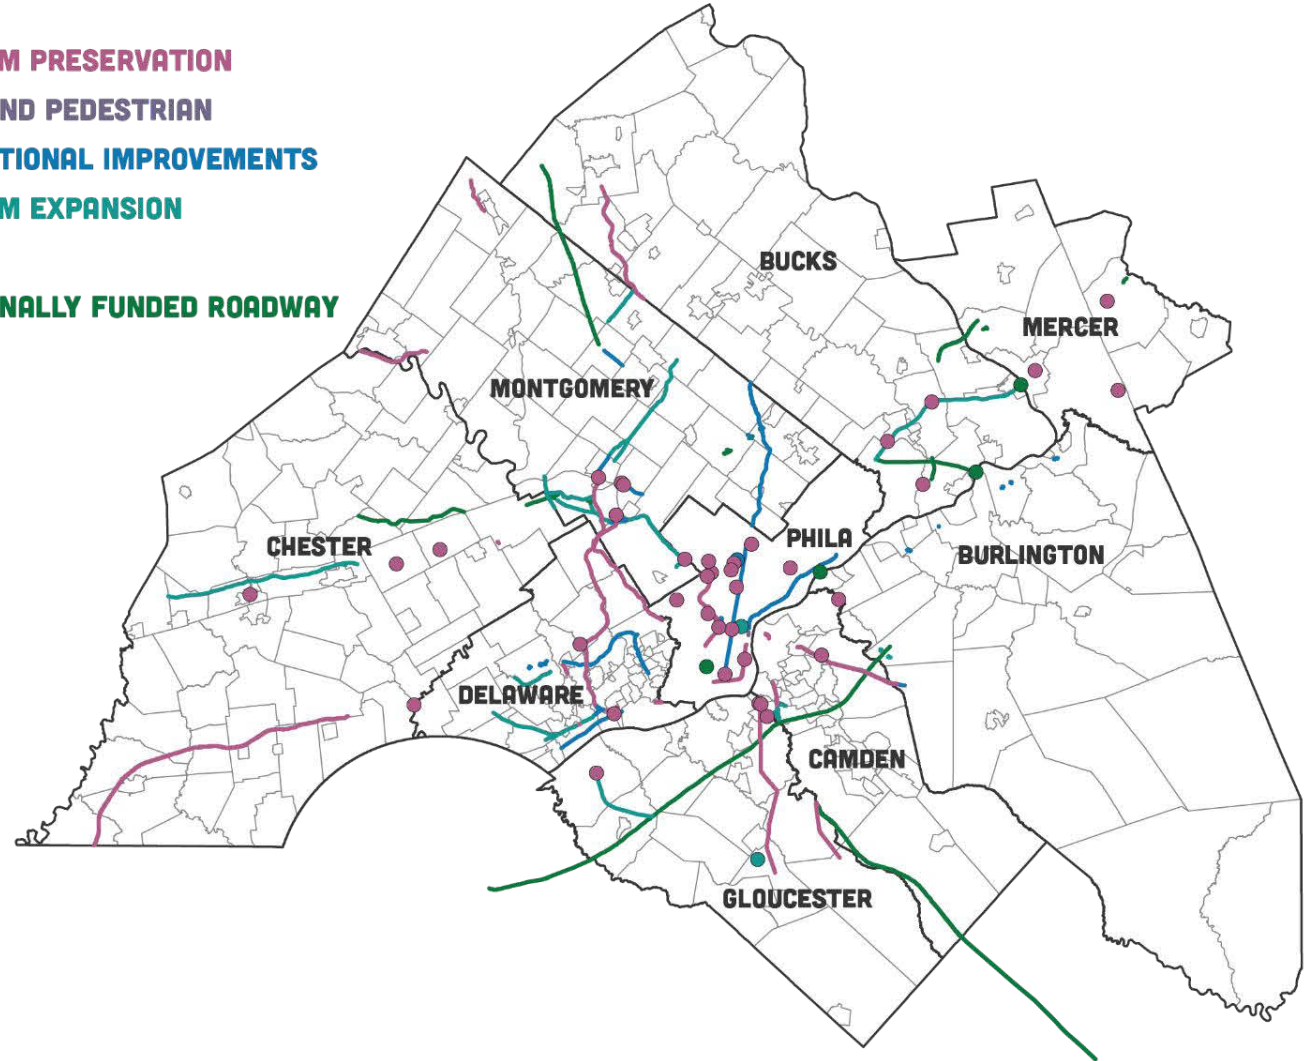 M PRESERVATION
ND PEDESTRIAN
TIONAL IMPROVEMENTS
M EXPANSION
NALLY FUNDED ROADWAY
BUCKS
MERCER
MONTGOMERY
PHILA
CHESTER
BURLINGTON
DELAWARE
CAMDEN
GLOUCESTER